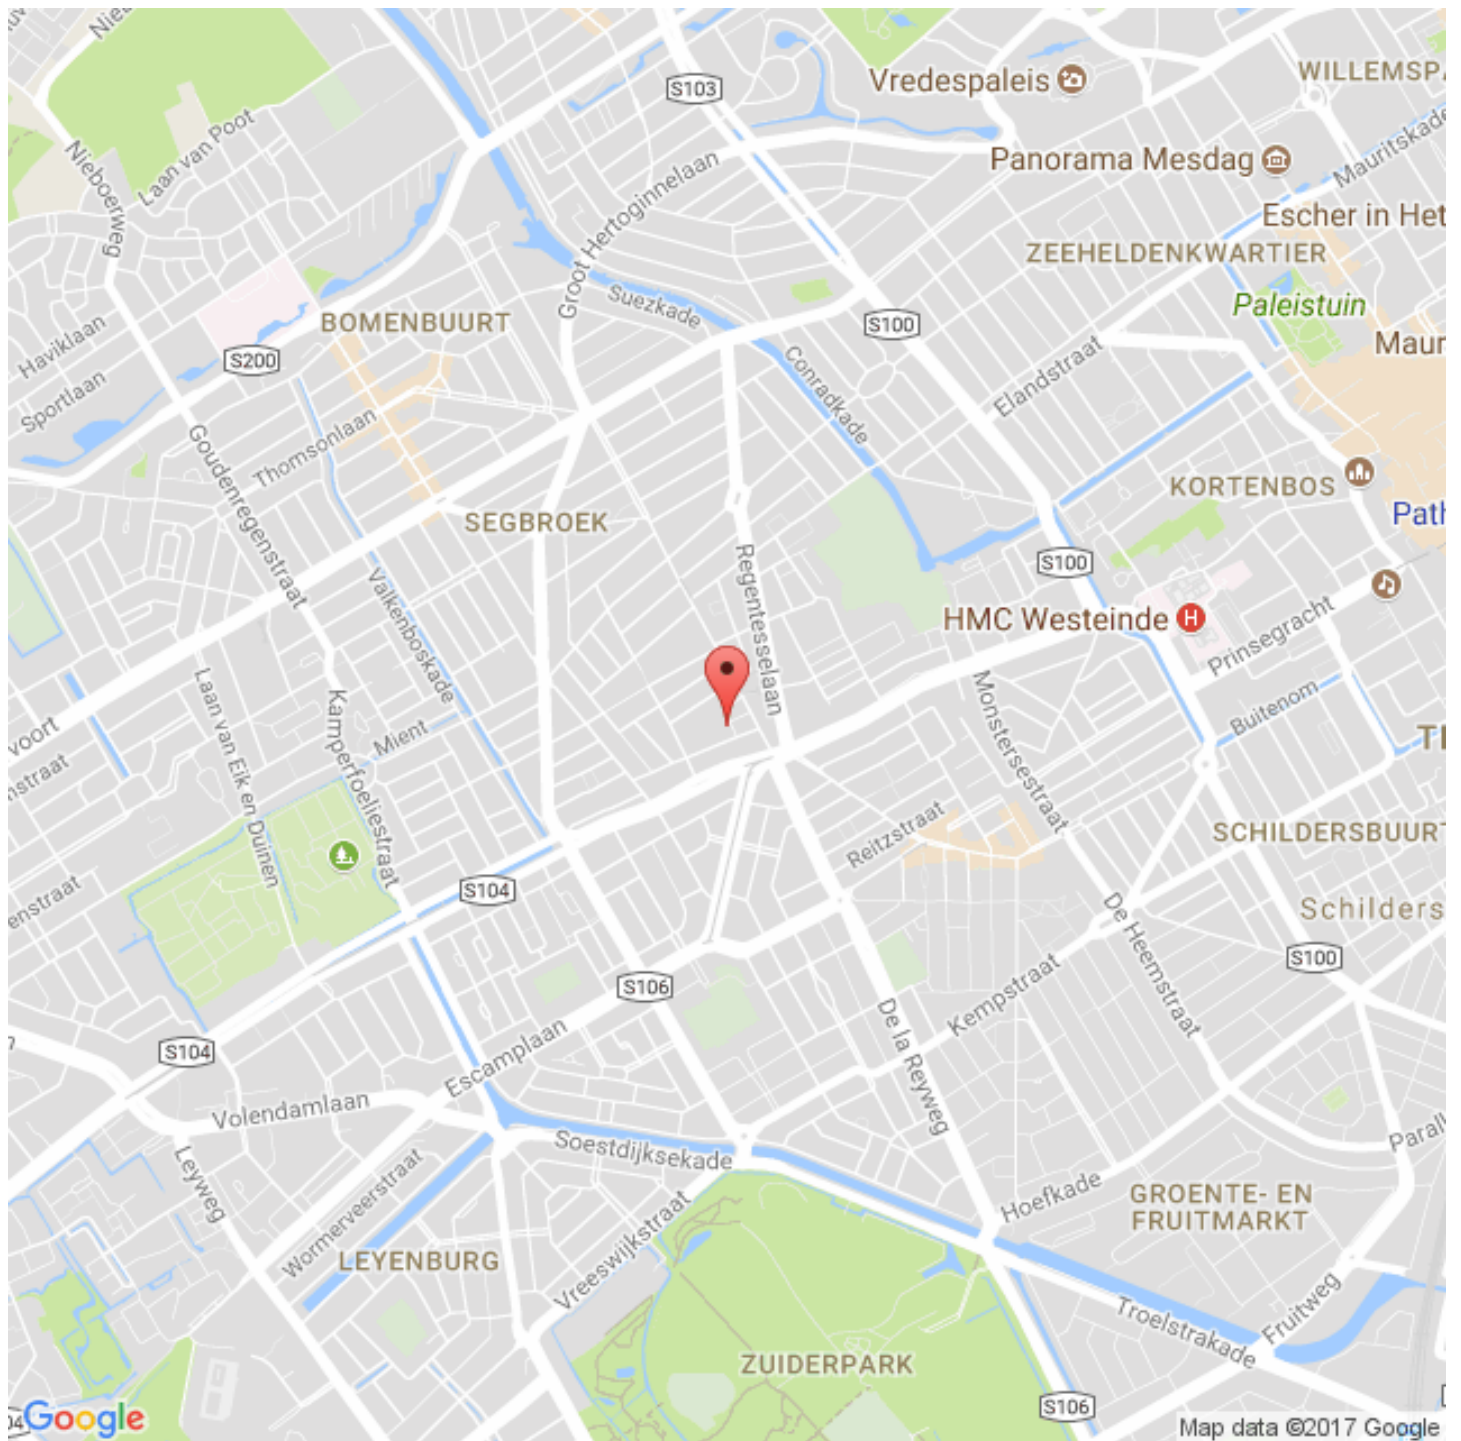 S103
Vredespaleis
WILLEMSPA
Laan van Poot
Nieboerweg
Groot Hertoginnelaan
Panorama Mesdag
Mauritskade
Escher in Het
ZEEHELDENKWARTIER
Suezkade
Paleistuin
BOMENBUURT
S100
Haviklaan
S200
Maur
Sportlaan
Conradkade
Elandstraat
Thomsonlaan
Goudenregenstraat
KORTENBOS
SEGBROEK
Path
Regentesselaan
S100
Valkenboskade
HMC Westeinde
H
Prinsegracht
Laan van Eik en Duinen
Kamperfoeliestraat
Mient
Monstersestraat
Buitenom
voort
nstraat
Reitzstraat
SCHILDERSBUURT
S104
enstraat
De Heemstraat
Schilders
S100
S106
Kempstraat
De la Reyweg
Escamplaan
S104
Volendamlaan
Soestdijksekade
Parall
Leyweg
Wormerveerstraat
Hoefkade
GROENTE- EN
FRUITMARKT
Vreeswijkstraat
LEYENBURG
Troelstrakade
Fruitweg
ZUIDERPARK
S106
Google
Map data ©2017 Google